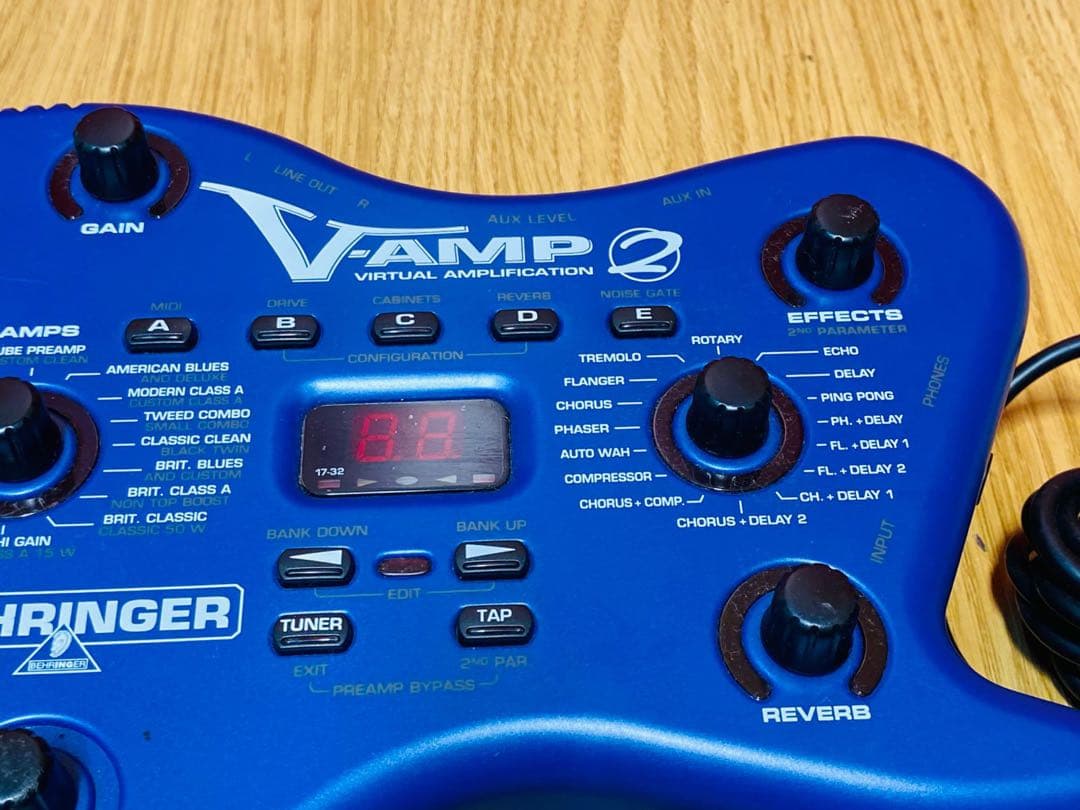 GAIN
L LINE OUT R
V-AMP 2
VIRTUAL AMPLIFICATION
AUX LEVEL
AUX IN
EFFECTS
2ND PARAMETER
MIDI
DRIVE
CABINETS
REVERB
NOISE GATE
A
B
C
D
E
CONFIGURATION
AMPS
UBE PREAMP
STOM CLEAN
AMERICAN BLUES
AND DELUXE
MODERN CLASS A
CUSTOM CLASS A
TWEED COMBO
SMALL COMBO
CLASSIC CLEAN
BLACK TWIN
BRIT. BLUES
AND CUSTOM
BRIT. CLASS A
NON TOP BOOST
BRIT. CLASSIC
CLASSIC 50 W
HI GAIN
SS A 15 W
17-32
ROTARY
TREMOLO
FLANGER
CHORUS
PHASER
AUTO WAH
COMPRESSOR
CHORUS + COMP.
CHORUS + DELAY 2
ECHO
DELAY
PING PONG
PH. + DELAY
FL. + DELAY 1
FL. + DELAY 2
CH. + DELAY 1
PHONES
INPUT
BANK DOWN
BANK UP
EDIT
TUNER
TAP
EXIT
2ND PAR.
PREAMP BYPASS
HRINGER
BEHRINGER
REVERB